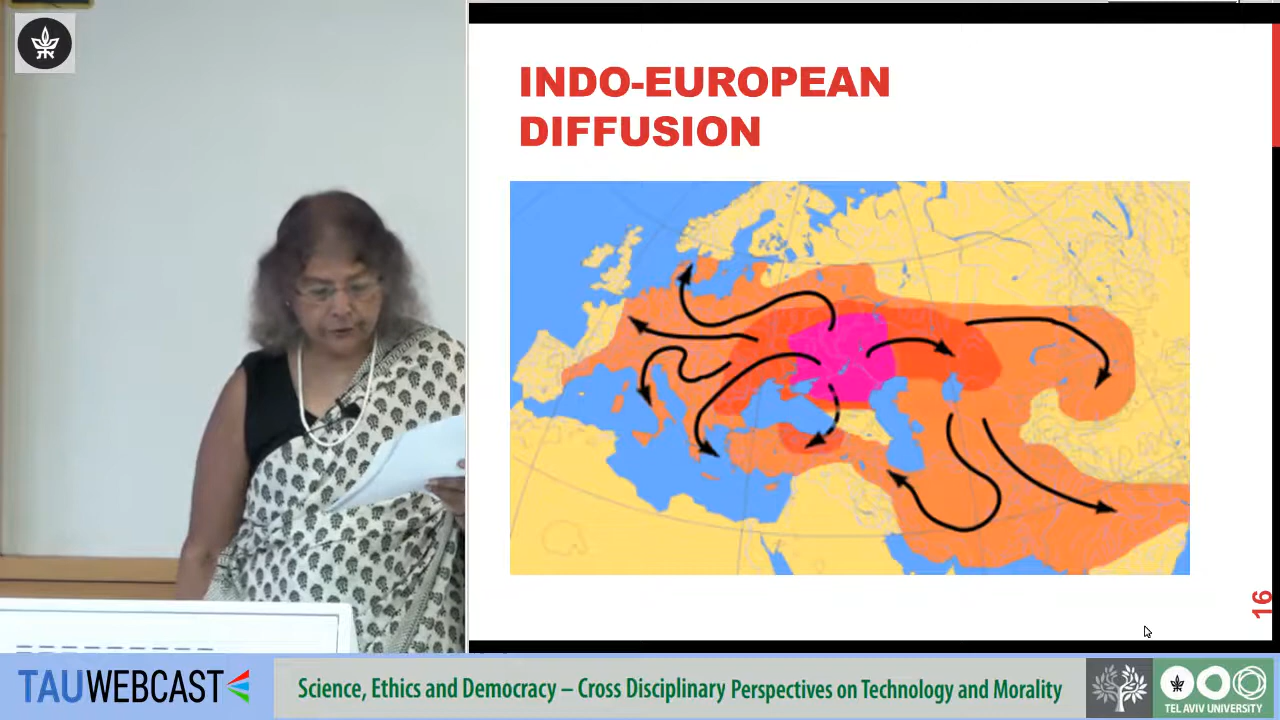 INDO-EUROPEAN
DIFFUSION
16
TAUWEBCAST
Science, Ethics and Democracy – Cross Disciplinary Perspectives on Technology and Morality
TEL AVIV UNIVERSITY